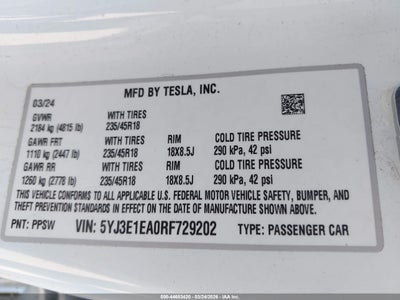 MFD BY TESLA, INC.
03/24
GVWR WITH TIRES
2184 kg (4815 lb) 235/45R18
GAWR FRT WITH TIRES RIM COLD TIRE PRESSURE
1110 kg (2447 lb) 235/45R18 18X8.5J 290 kPa, 42 psi
GAWR RR WITH TIRES RIM COLD TIRE PRESSURE
1260 kg (2778 lb) 235/45R18 18X8.5J 290 kPa, 42 psi
THIS VEHICLE CONFORMS TO ALL APPLICABLE U.S. FEDERAL MOTOR VEHICLE SAFETY, BUMPER, AND
THEFT PREVENTION STANDARDS IN EFFECT ON THE DATE OF MANUFACTURE SHOWN ABOVE.
PNT: PPSW VIN: 5YJ3E1EA0RF729202 TYPE: PASSENGER CAR
500-44683420 - 03/24/2026 - IAA Holdings, LLC